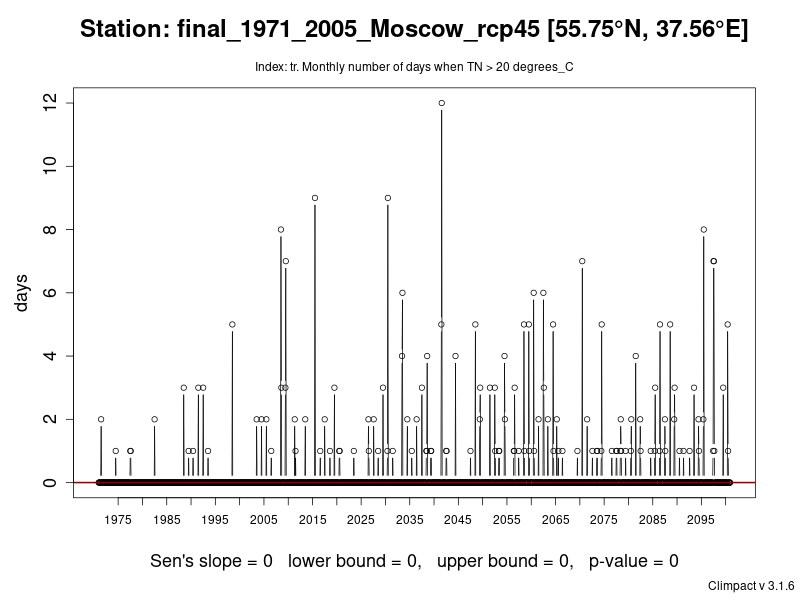 Station: final_1971_2005_Moscow_rcp45 [55.75°N, 37.56°E]
Index: tr. Monthly number of days when TN > 20 degrees_C
days
12
10
8
6
4
2
0
1975 1985 1995 2005 2015 2025 2035 2045 2055 2065 2075 2085 2095
Sen's slope = 0 lower bound = 0, upper bound = 0, p-value = 0
Climpact v 3.1.6